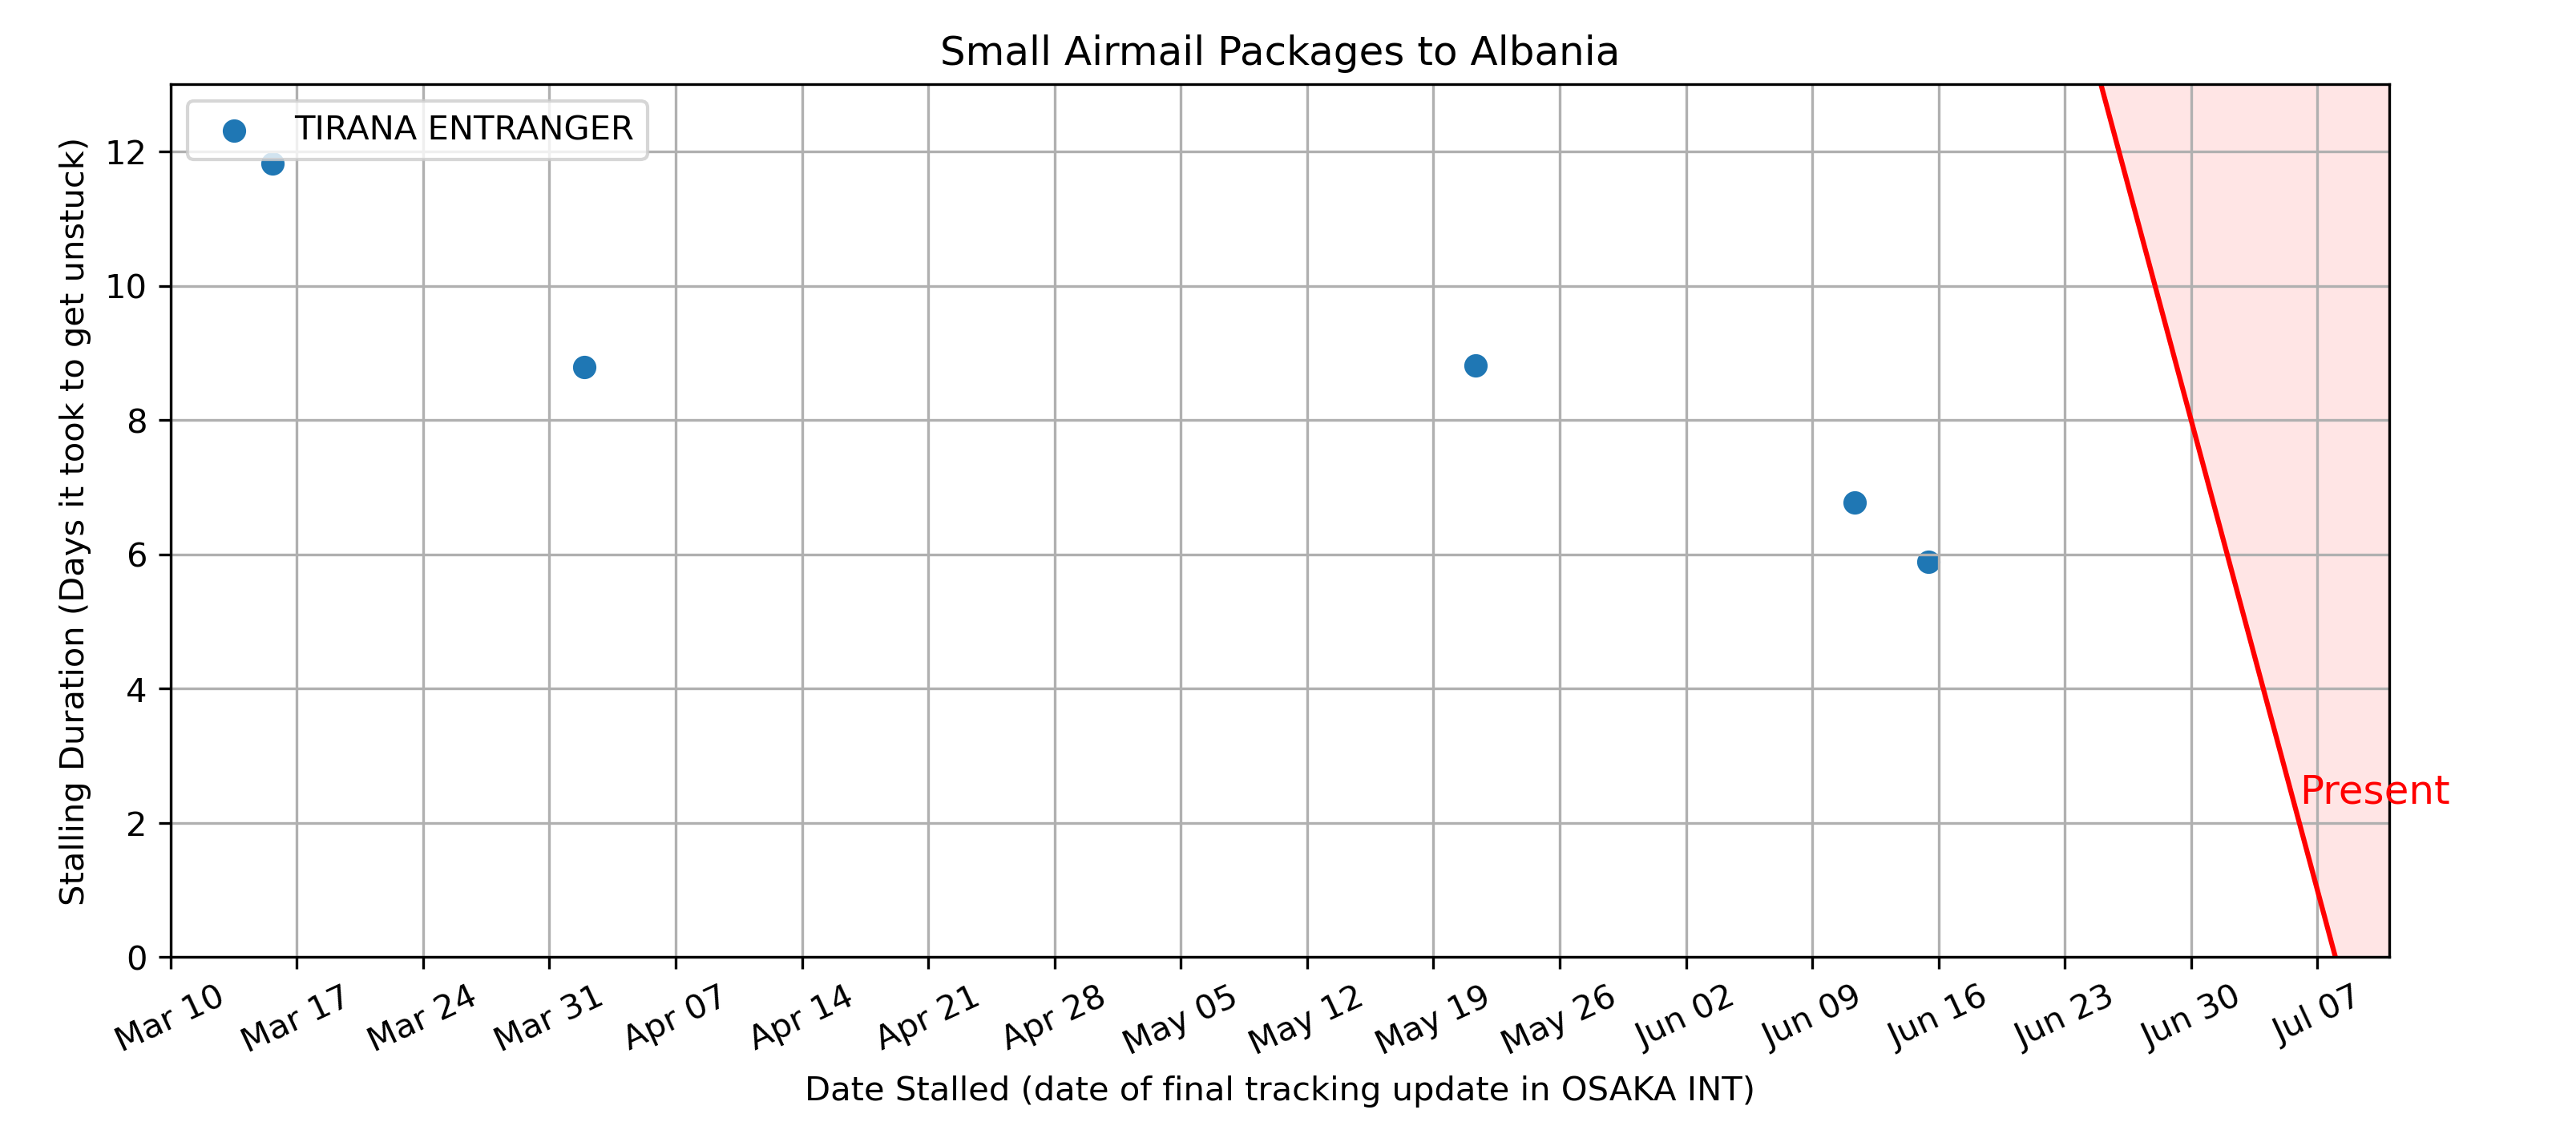 Small Airmail Packages to Albania
TIRANA ENTRANGER
Stalling Duration (Days it took to get unstuck)
12
10
8
6
4
2
0
Present
Mar 10
Mar 17
Mar 24
Mar 31
Apr 07
Apr 14
Apr 21
Apr 28
May 05
May 12
May 19
May 26
Jun 02
Jun 09
Jun 16
Jun 23
Jun 30
Jul 07
Date Stalled (date of final tracking update in OSAKA INT)